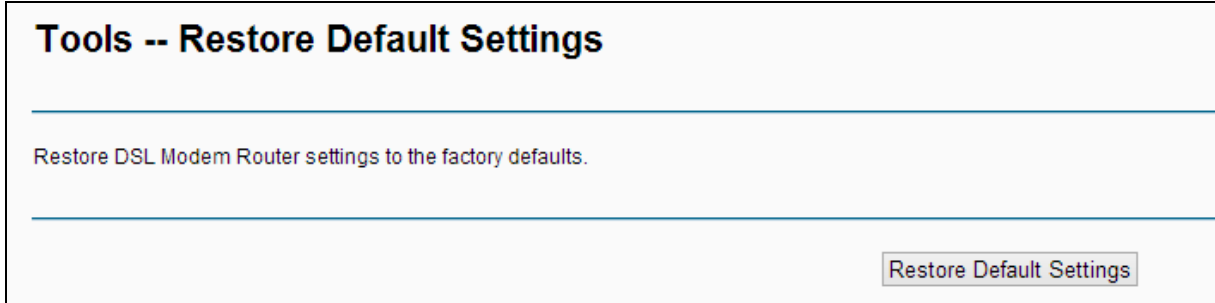 Tools -- Restore Default Settings
Restore DSL Modem Router settings to the factory defaults.
Restore Default Settings